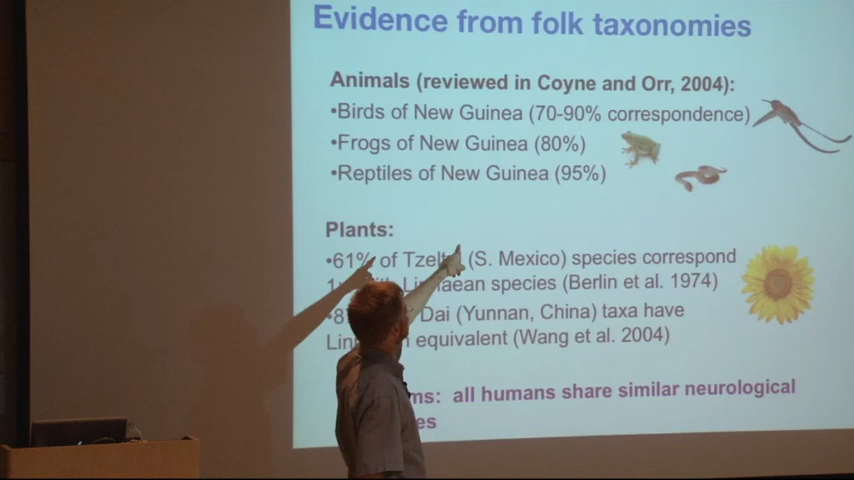 Evidence from folk taxonomies
Animals (reviewed in Coyne and Orr, 2004):
•Birds of New Guinea (70-90% correspondence)
•Frogs of New Guinea (80%)
•Reptiles of New Guinea (95%)
Plants:
•61% of (S. Mexico) species correspond
species (Berlin et al. 1974)
Dai (Yunnan, China) taxa have
equivalent (Wang et al. 2004)
all humans share similar neurological